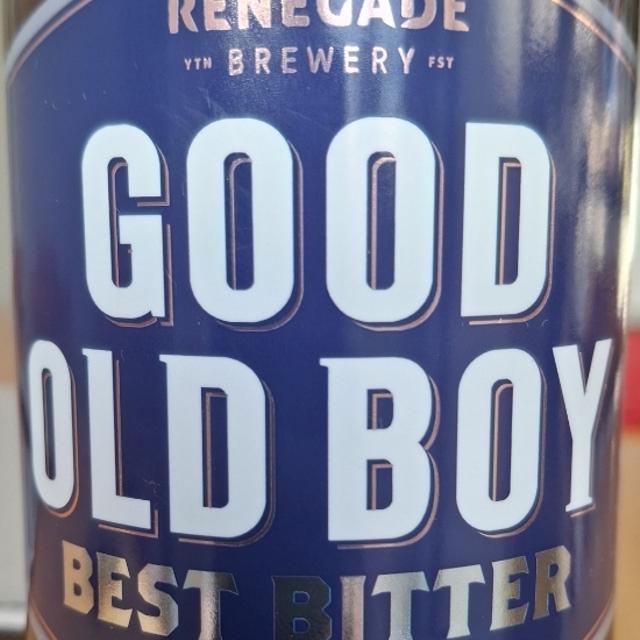 RENEGADE
YTN BREWERY FST
GOOD
OLD BOY
BEST BITTER